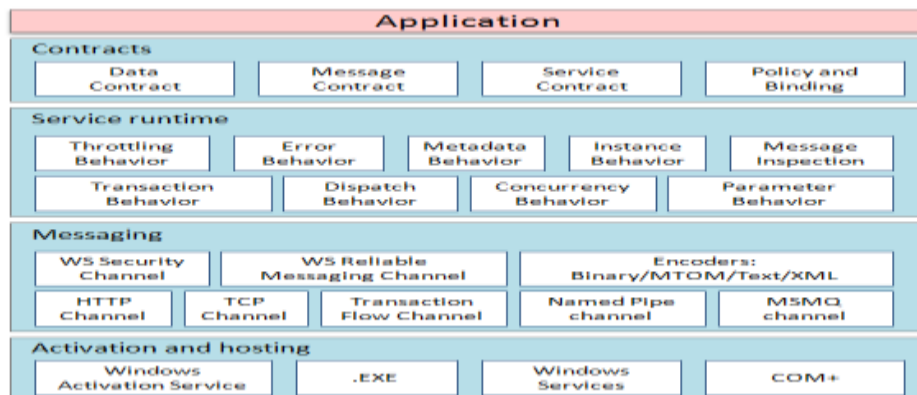 Application
Contracts
Data Contract
Message Contract
Service Contract
Policy and Binding
Service runtime
Throttling Behavior
Error Behavior
Metadata Behavior
Instance Behavior
Message Inspection
Transaction Behavior
Dispatch Behavior
Concurrency Behavior
Parameter Behavior
Messaging
WS Security Channel
WS Reliable Messaging Channel
Encoders: Binary/MTOM/Text/XML
HTTP Channel
TCP Channel
Transaction Flow Channel
Named Pipe channel
MSMQ channel
Activation and hosting
Windows Activation Service
.EXE
Windows Services
COM+